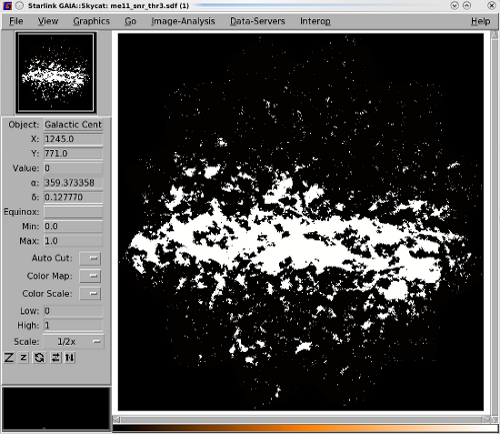 Starlink GAIA::Skycat: me11_snr_thr3.sdf (1)
File View Graphics Go Image-Analysis Data-Servers Interop Help
Object: Galactic Cent
X: 1245.0
Y: 771.0
Value: 0
α: 359.373358
δ: 0.127770
Equinox:
Min: 0.0
Max: 1.0
Auto Cut:
Color Map:
Color Scale:
Low: 0
High: 1
Scale: 1/2x
Z z